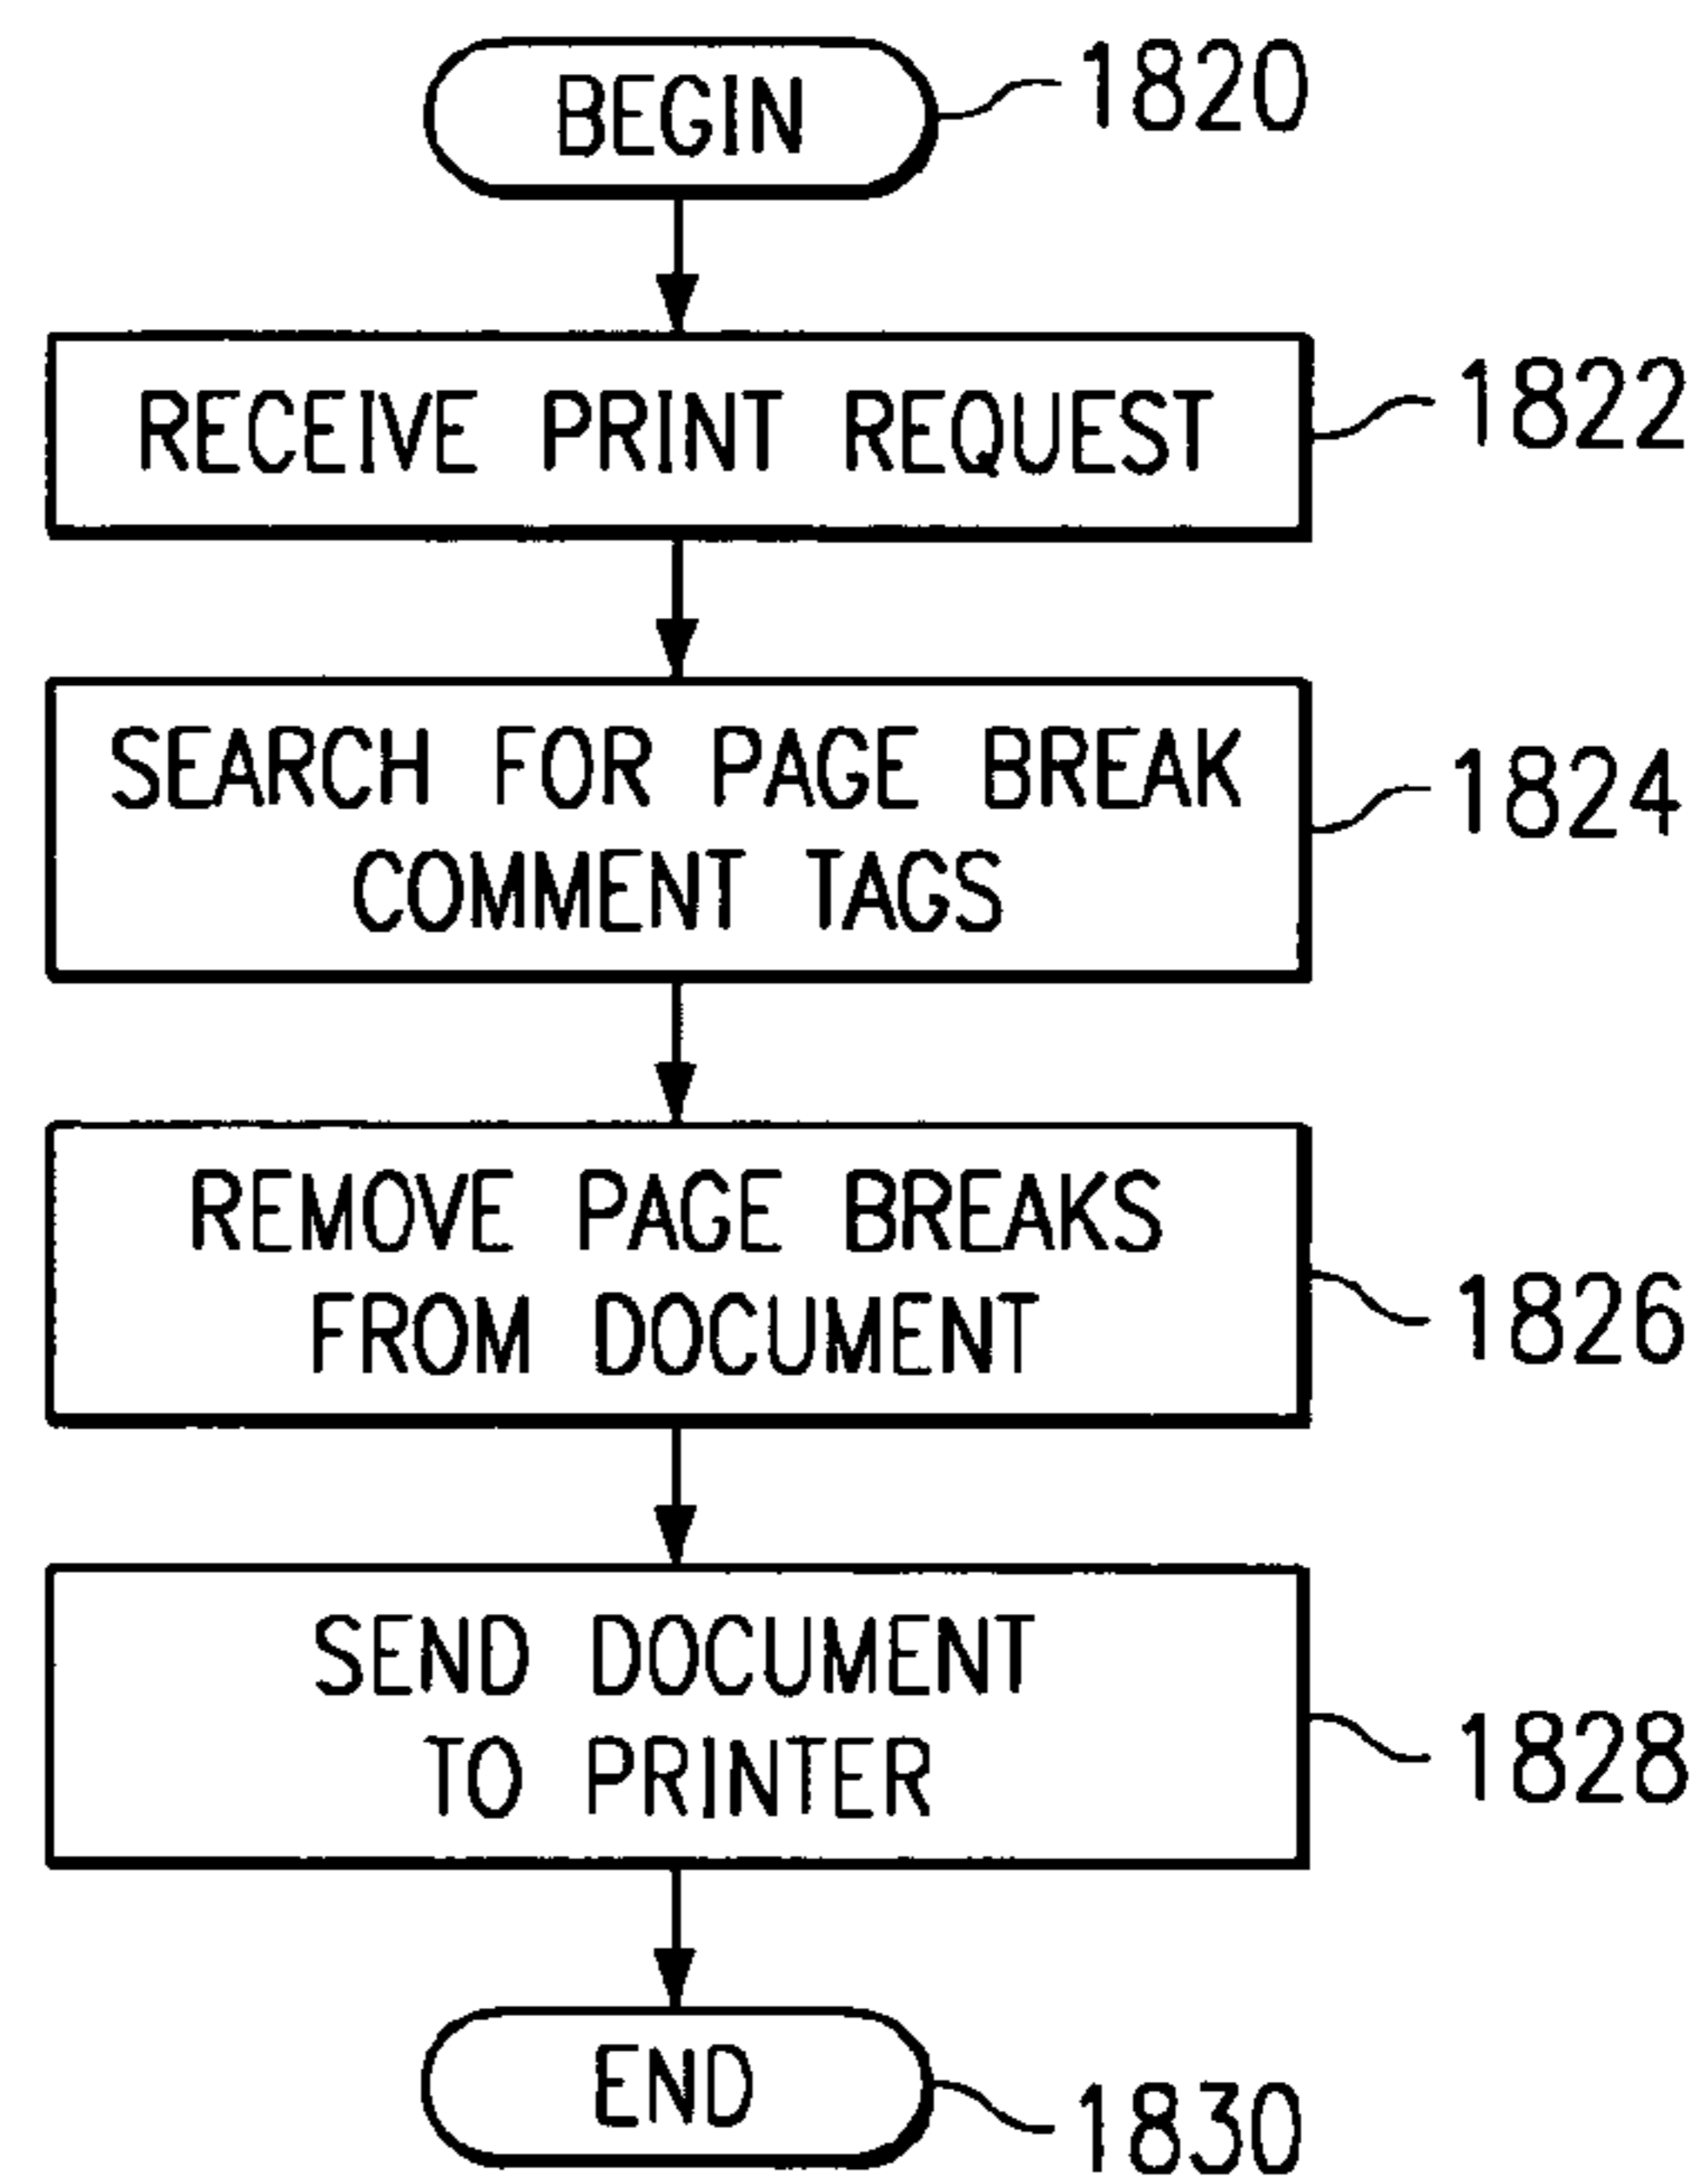 BEGIN
1820
RECEIVE PRINT REQUEST
1822
SEARCH FOR PAGE BREAK
COMMENT TAGS
1824
REMOVE PAGE BREAKS
FROM DOCUMENT
1826
SEND DOCUMENT
TO PRINTER
1828
END
1830